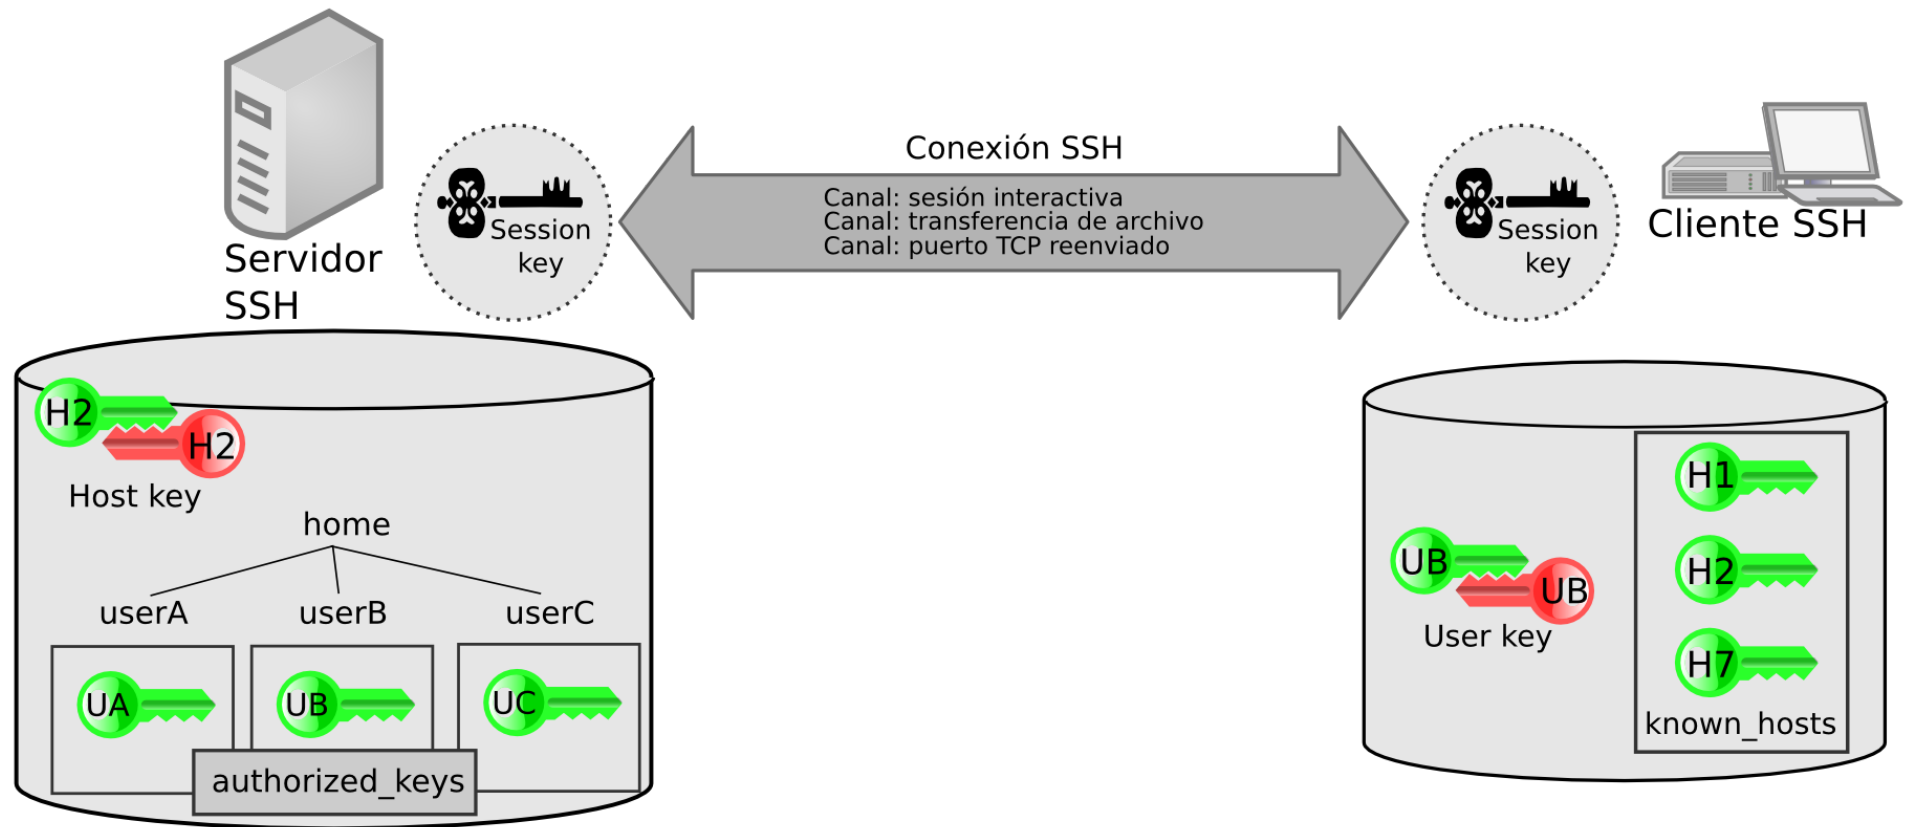 Servidor
SSH
Session
key
Conexión SSH
Canal: sesión interactiva
Canal: transferencia de archivo
Canal: puerto TCP reenviado
Session
key
Cliente SSH
H2
H2
Host key
home
userA
userB
userC
UA
UB
UC
authorized_keys
UB
UB
User key
H1
H2
H7
known_hosts